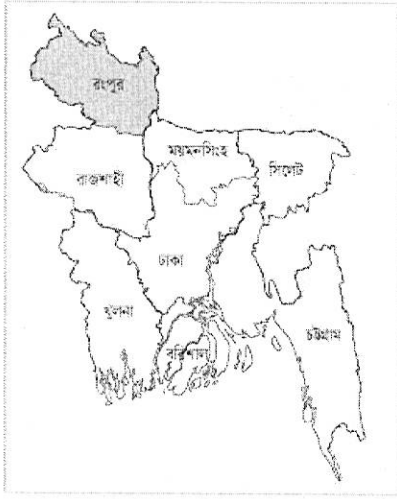 রংপুর
ময়মনসিংহ
সিলেট
রাজশাহী
ঢাকা
খুলনা
বরিশাল
চট্টগ্রাম